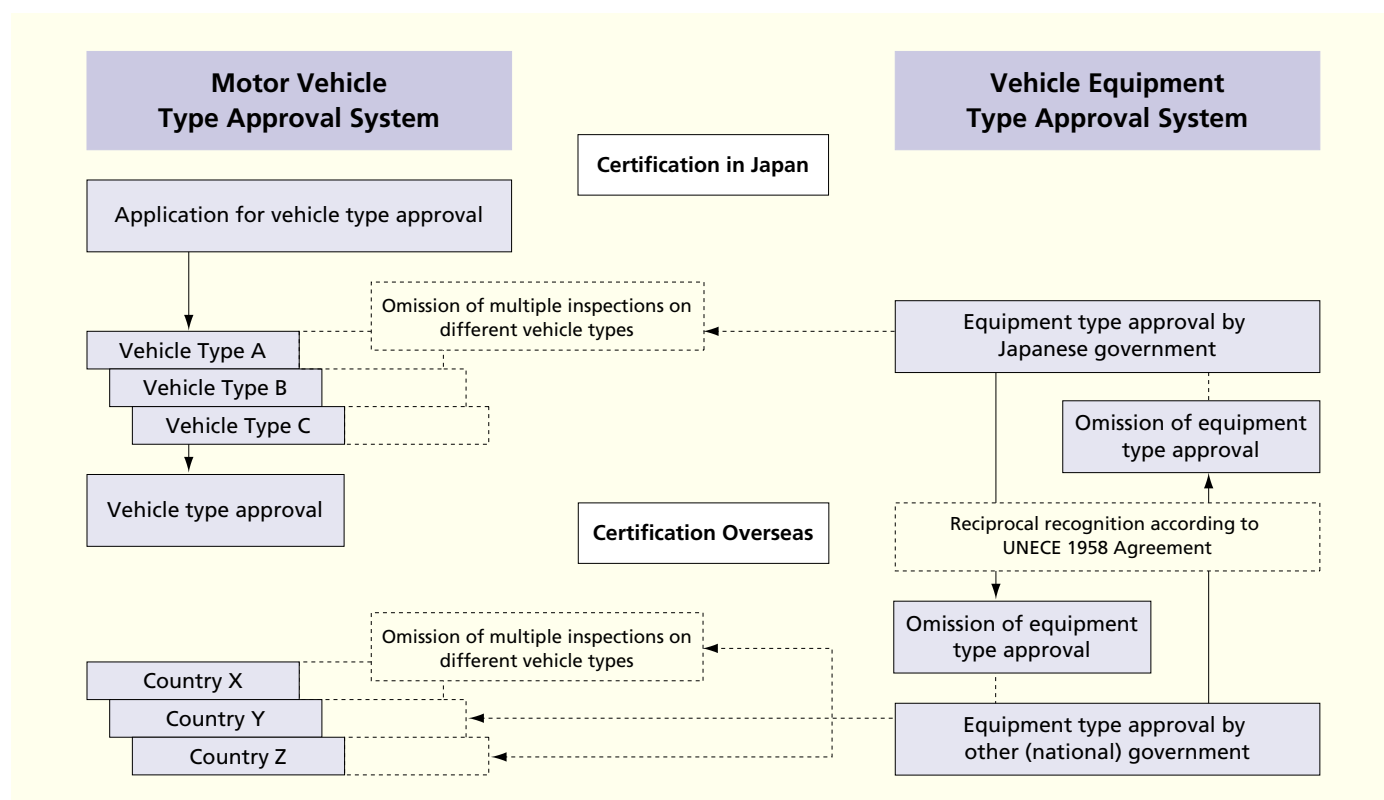 Motor Vehicle
Type Approval System
Vehicle Equipment
Type Approval System
Certification in Japan
Application for vehicle type approval
Omission of multiple inspections on
different vehicle types
Equipment type approval by
Japanese government
Vehicle Type A
Vehicle Type B
Vehicle Type C
Omission of equipment
type approval
Vehicle type approval
Certification Overseas
Reciprocal recognition according to
UNECE 1958 Agreement
Omission of equipment
type approval
Omission of multiple inspections on
different vehicle types
Country X
Country Y
Country Z
Equipment type approval by
other (national) government